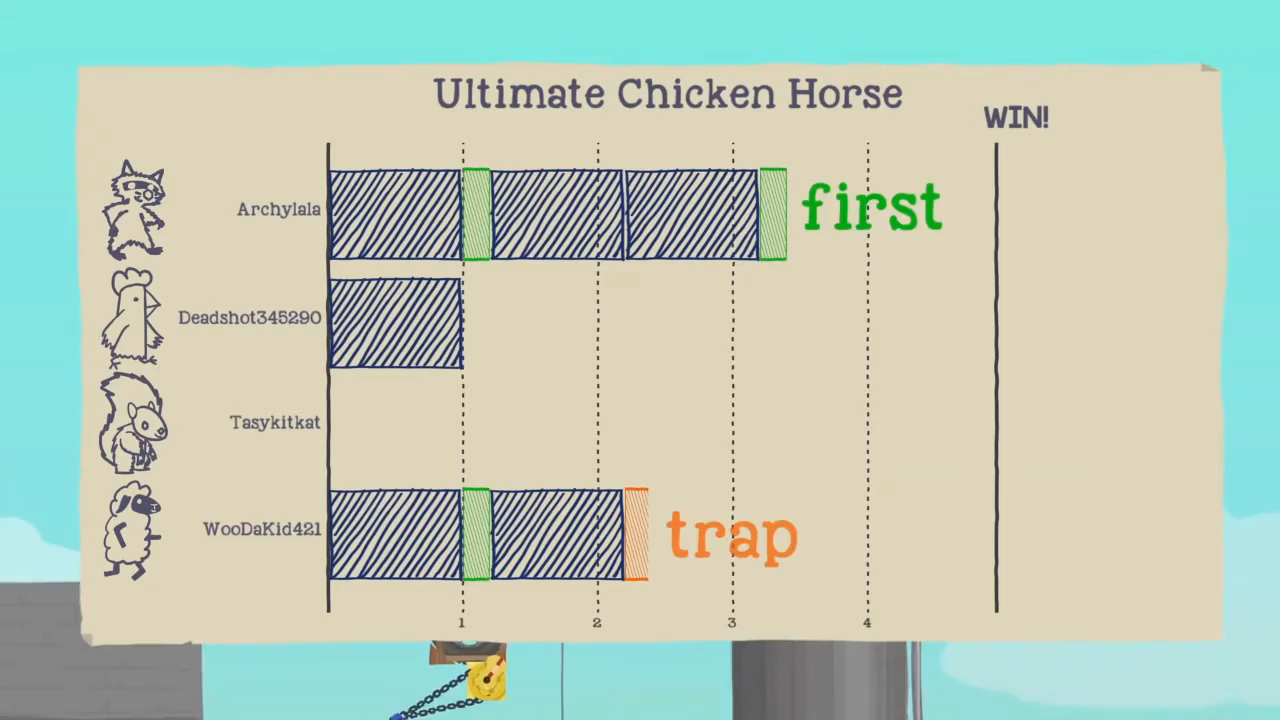 Ultimate Chicken Horse
WIN!
Archylala
first
Deadshot345290
Tasykitkat
WooDaKid421
trap
1 2 3 4